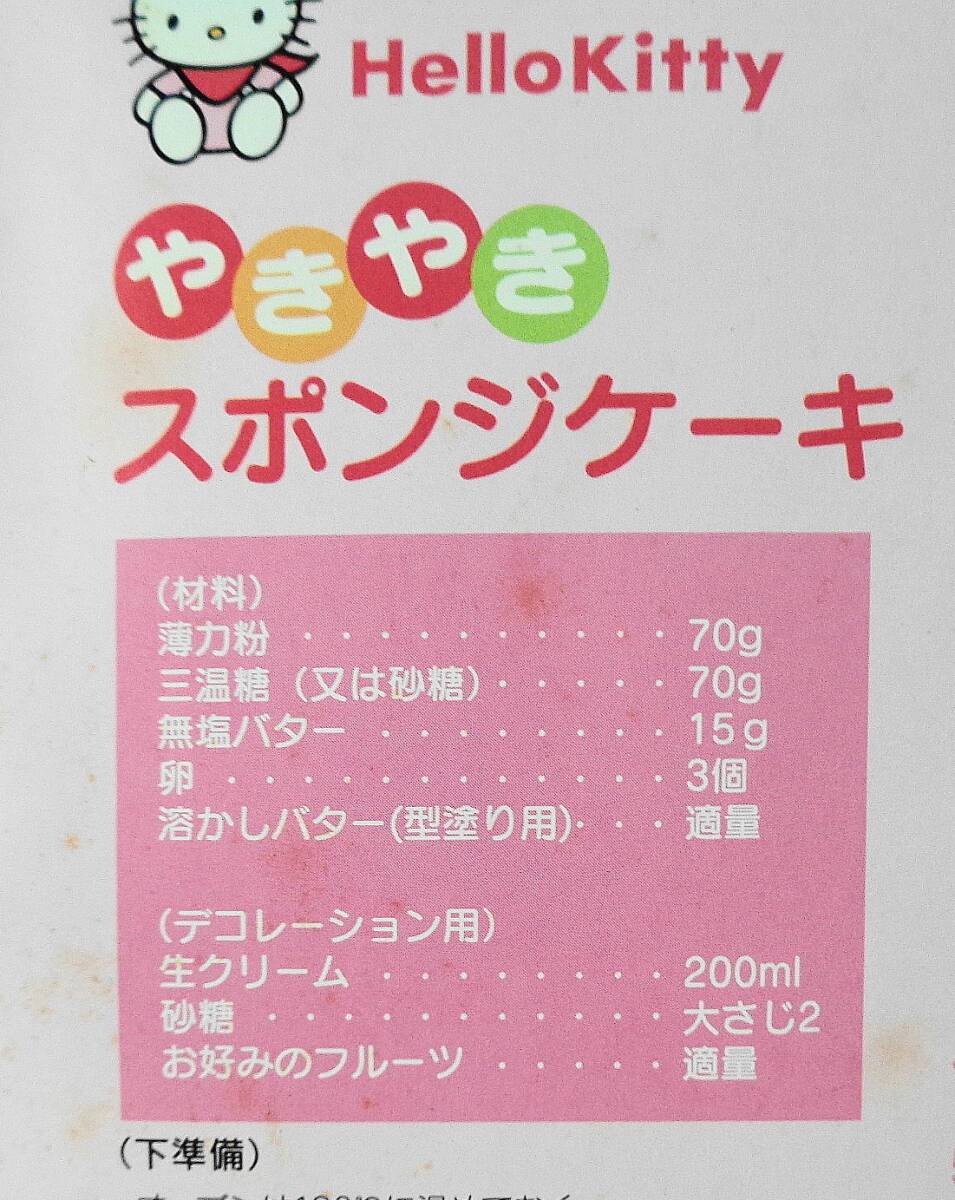 HelloKitty
やきやき
スポンジケーキ
(材料)
薄力粉 ・・・・・・・・・・ 70g
三温糖(又は砂糖)・・・・・ 70g
無塩バター ・・・・・・・・ 15g
卵 ・・・・・・・・・・・・ 3個
溶かしバター(型塗り用)・・・ 適量
(デコレーション用)
生クリーム ・・・・・・・・ 200ml
砂糖 ・・・・・・・・・・・ 大さじ2
お好みのフルーツ ・・・・・ 適量
(下準備)